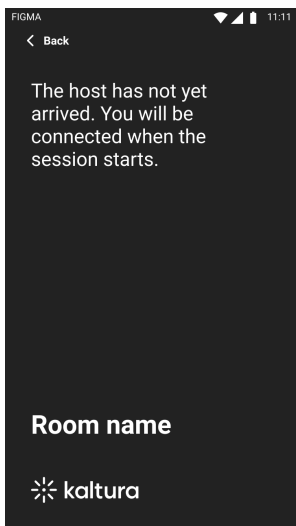 FIGMA 11:11
Back
The host has not yet
arrived. You will be
connected when the
session starts.
Room name
kaltura